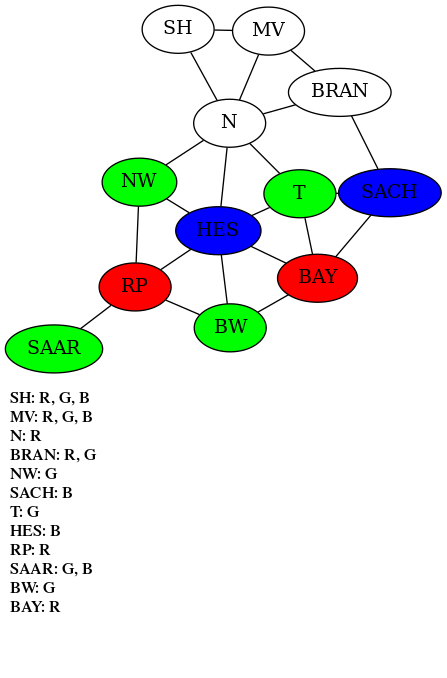 SH
MV
BRAN
N
NW
T
SACH
HES
RP
BAY
BW
SAAR
SH: R, G, B
MV: R, G, B
N: R
BRAN: R, G
NW: G
SACH: B
T: G
HES: B
RP: R
SAAR: G, B
BW: G
BAY: R